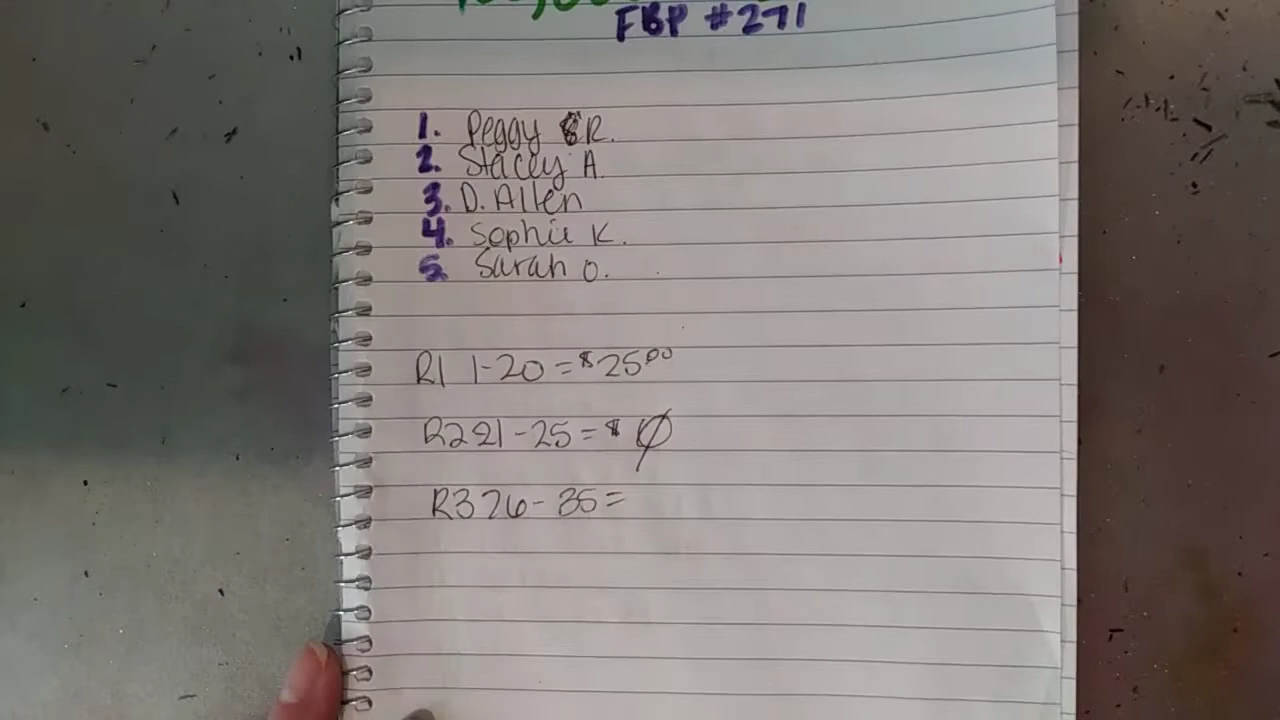 FBP #271
1. Peggy R.
2. Stacey A.
3. D. Allen
4. Sophie K.
5. Sarah O.
R1 1-20 = $25.00
R2 21-25 = $ Ø
R3 26-35=